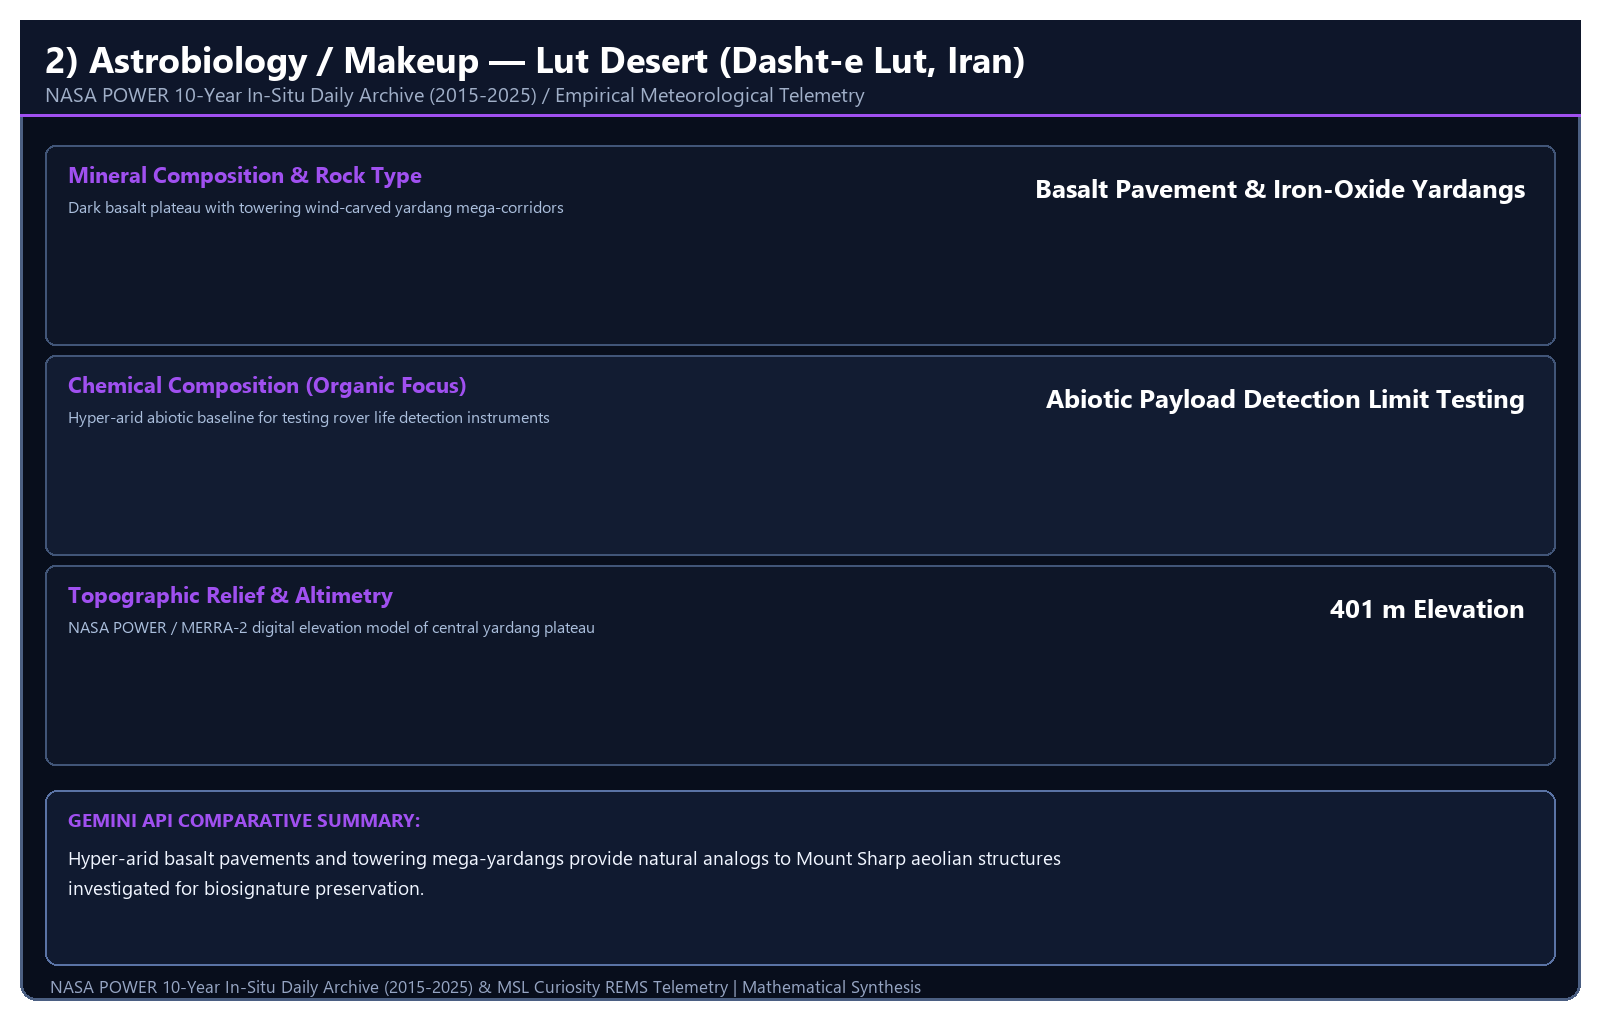 2) Astrobiology / Makeup — Lut Desert (Dasht-e Lut, Iran)
NASA POWER 10-Year In-Situ Daily Archive (2015-2025) / Empirical Meteorological Telemetry
Mineral Composition & Rock Type
Basalt Pavement & Iron-Oxide Yardangs
Dark basalt plateau with towering wind-carved yardang mega-corridors
Chemical Composition (Organic Focus)
Abiotic Payload Detection Limit Testing
Hyper-arid abiotic baseline for testing rover life detection instruments
Topographic Relief & Altimetry
401 m Elevation
NASA POWER / MERRA-2 digital elevation model of central yardang plateau
GEMINI API COMPARATIVE SUMMARY:
Hyper-arid basalt pavements and towering mega-yardangs provide natural analogs to Mount Sharp aeolian structures
investigated for biosignature preservation.
NASA POWER 10-Year In-Situ Daily Archive (2015-2025) & MSL Curiosity REMS Telemetry | Mathematical Synthesis